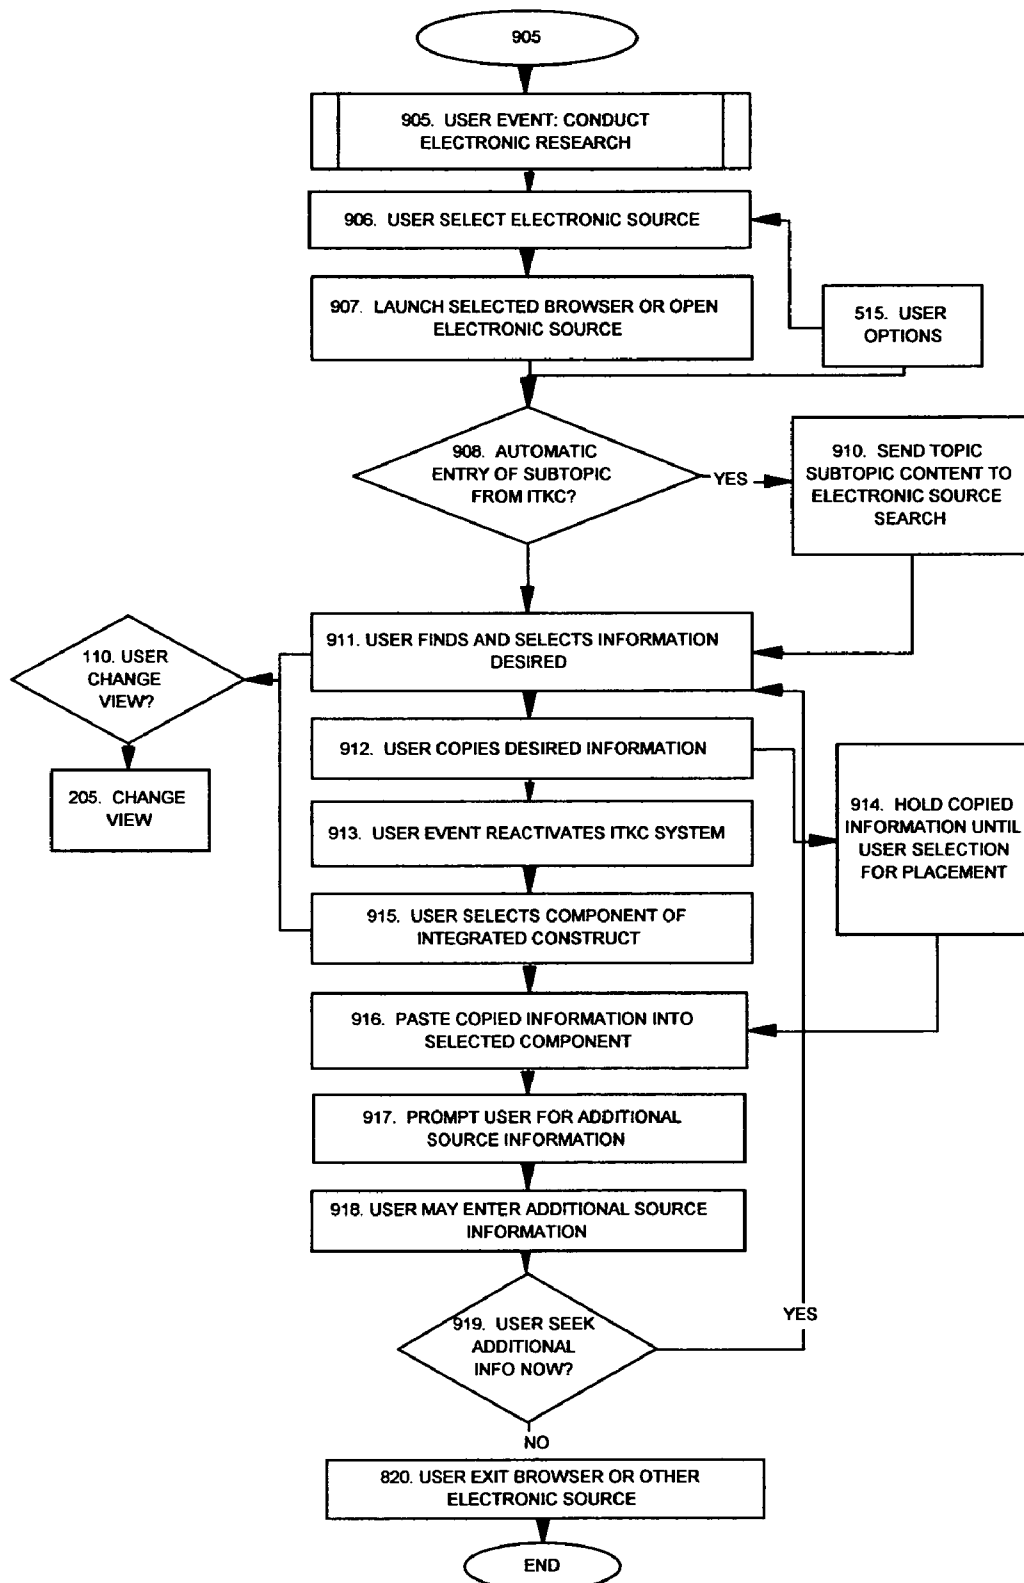 905
905. USER EVENT: CONDUCT
ELECTRONIC RESEARCH
906. USER SELECT ELECTRONIC SOURCE
907. LAUNCH SELECTED BROWSER OR OPEN
ELECTRONIC SOURCE
515. USER
OPTIONS
908. AUTOMATIC
ENTRY OF SUBTOPIC
FROM ITKC?
YES
910. SEND TOPIC
SUBTOPIC CONTENT TO
ELECTRONIC SOURCE
SEARCH
911. USER FINDS AND SELECTS INFORMATION
DESIRED
110. USER
CHANGE
VIEW?
205. CHANGE
VIEW
912. USER COPIES DESIRED INFORMATION
913. USER EVENT REACTIVATES ITKC SYSTEM
914. HOLD COPIED
INFORMATION UNTIL
USER SELECTION
FOR PLACEMENT
915. USER SELECTS COMPONENT OF
INTEGRATED CONSTRUCT
916. PASTE COPIED INFORMATION INTO
SELECTED COMPONENT
917. PROMPT USER FOR ADDITIONAL
SOURCE INFORMATION
918. USER MAY ENTER ADDITIONAL SOURCE
INFORMATION
919. USER SEEK
ADDITIONAL
INFO NOW?
YES
NO
820. USER EXIT BROWSER OR OTHER
ELECTRONIC SOURCE
END